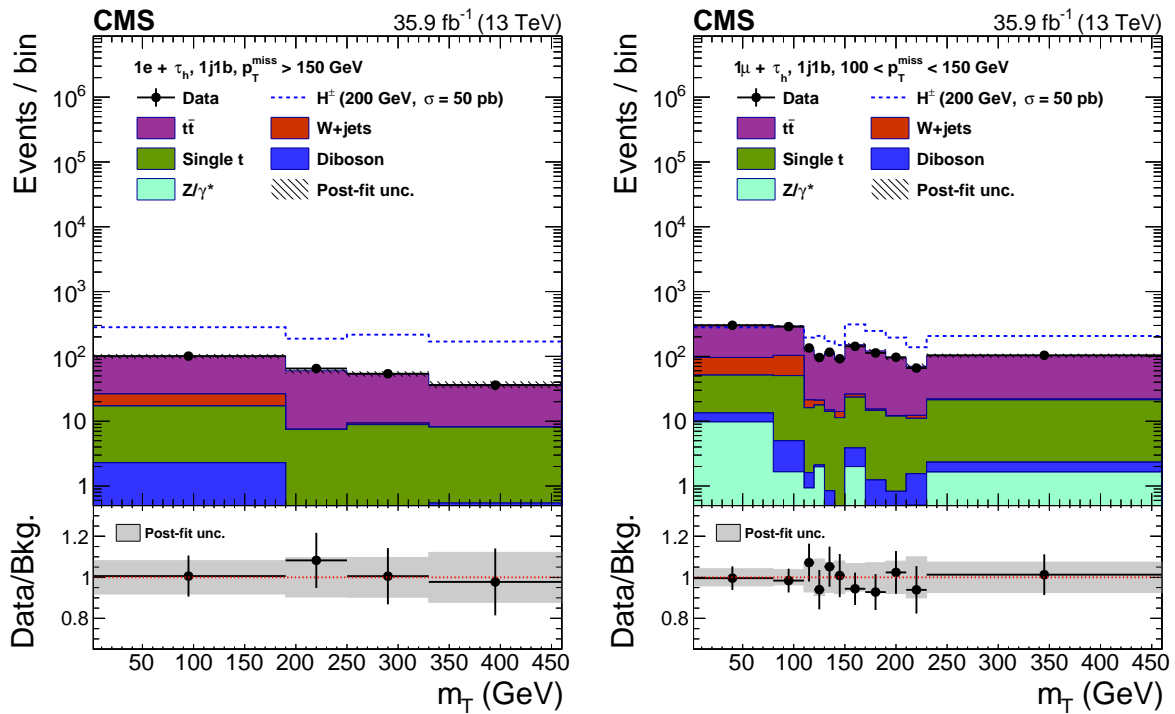 CMS 35.9 fb⁻¹ (13 TeV)
1e + τ_h, 1j1b, p_T^miss > 150 GeV
Data H± (200 GeV, σ = 50 pb)
tt̄ W+jets
Single t Diboson
Z/γ* Post-fit unc.
Events / bin
10⁶
10⁵
10⁴
10³
10²
10
1
Post-fit unc.
Data/Bkg.
1.2
1
0.8
50 100 150 200 250 300 350 400 450
m_T (GeV)
CMS 35.9 fb⁻¹ (13 TeV)
1μ + τ_h, 1j1b, 100 < p_T^miss < 150 GeV
Data H± (200 GeV, σ = 50 pb)
tt̄ W+jets
Single t Diboson
Z/γ* Post-fit unc.
Events / bin
10⁶
10⁵
10⁴
10³
10²
10
1
Post-fit unc.
Data/Bkg.
1.2
1
0.8
50 100 150 200 250 300 350 400 450
m_T (GeV)